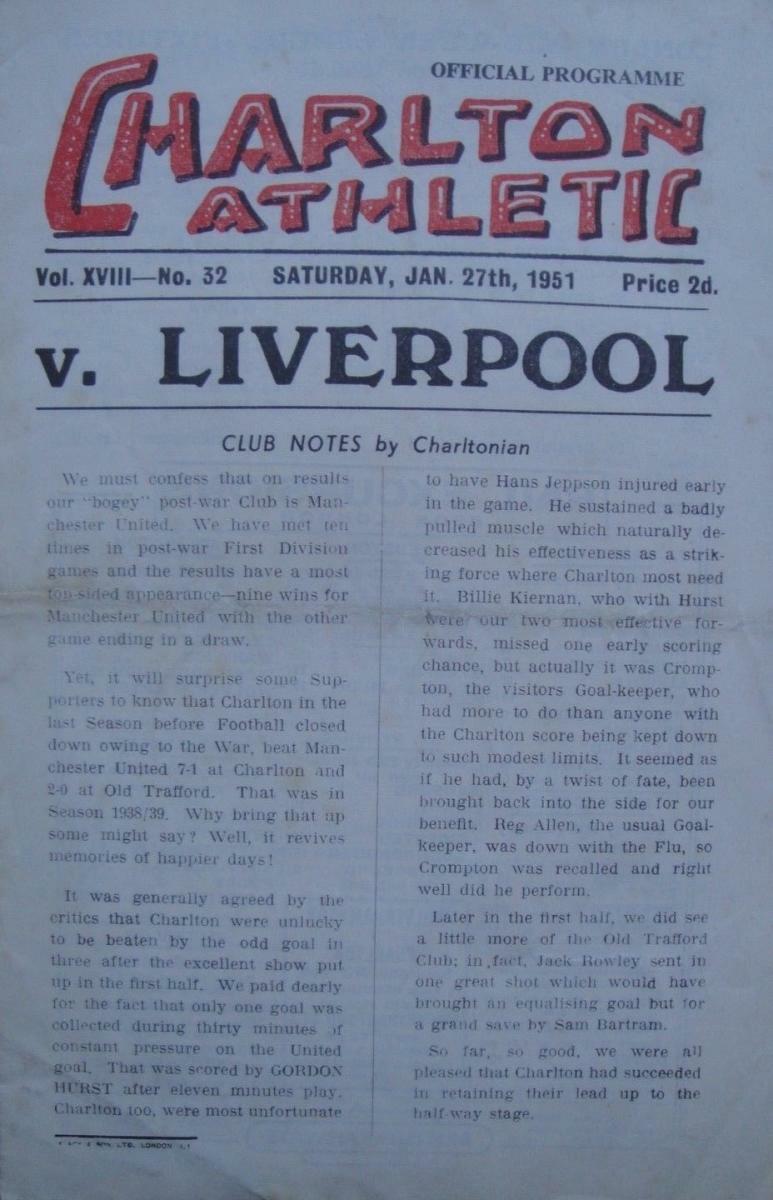 OFFICIAL PROGRAMME
CHARLTON
ATHLETIC
Vol. XVIII—No. 32 SATURDAY, JAN. 27th, 1951 Price 2d.
v. LIVERPOOL
CLUB NOTES by Charltonian
We must confess that on results
our "bogey" post-war Club is Man-
chester United. We have met ten
times in post-war First Division
games and the results have a most
top-sided appearance—nine wins for
Manchester United with the other
game ending in a draw.
Yet, it will surprise some Sup-
porters to know that Charlton in the
last Season before Football closed
down owing to the War, beat Man-
chester United 7-1 at Charlton and
2-0 at Old Trafford. That was in
Season 1938/39. Why bring that up
some might say? Well, it revives
memories of happier days!
It was generally agreed by the
critics that Charlton were unlucky
to be beaten by the odd goal in
three after the excellent show put
up in the first half. We paid dearly
for the fact that only one goal was
collected during thirty minutes of
constant pressure on the United
goal. That was scored by GORDON
HURST after eleven minutes play.
Charlton too, were most unfortunate
LTD. LONDON
to have Hans Jeppson injured early
in the game. He sustained a badly
pulled muscle which naturally de-
creased his effectiveness as a strik-
ing force where Charlton most need
it. Billie Kiernan, who with Hurst
were our two most effective for-
wards, missed one early scoring
chance, but actually it was Cromp-
ton, the visitors Goal-keeper, who
had more to do than anyone with
the Charlton score being kept down
to such modest limits. It seemed as
if he had, by a twist of fate, been
brought back into the side for our
benefit. Reg Allen, the usual Goal-
keeper, was down with the Flu, so
Crompton was recalled and right
well did he perform.
Later in the first half, we did see
a little more of the Old Trafford
Club; in fact, Jack Rowley sent in
one great shot which would have
brought an equalising goal but for
a grand save by Sam Bartram.
So far, so good, we were all
pleased that Charlton had succeeded
in retaining their lead up to the
half-way stage.